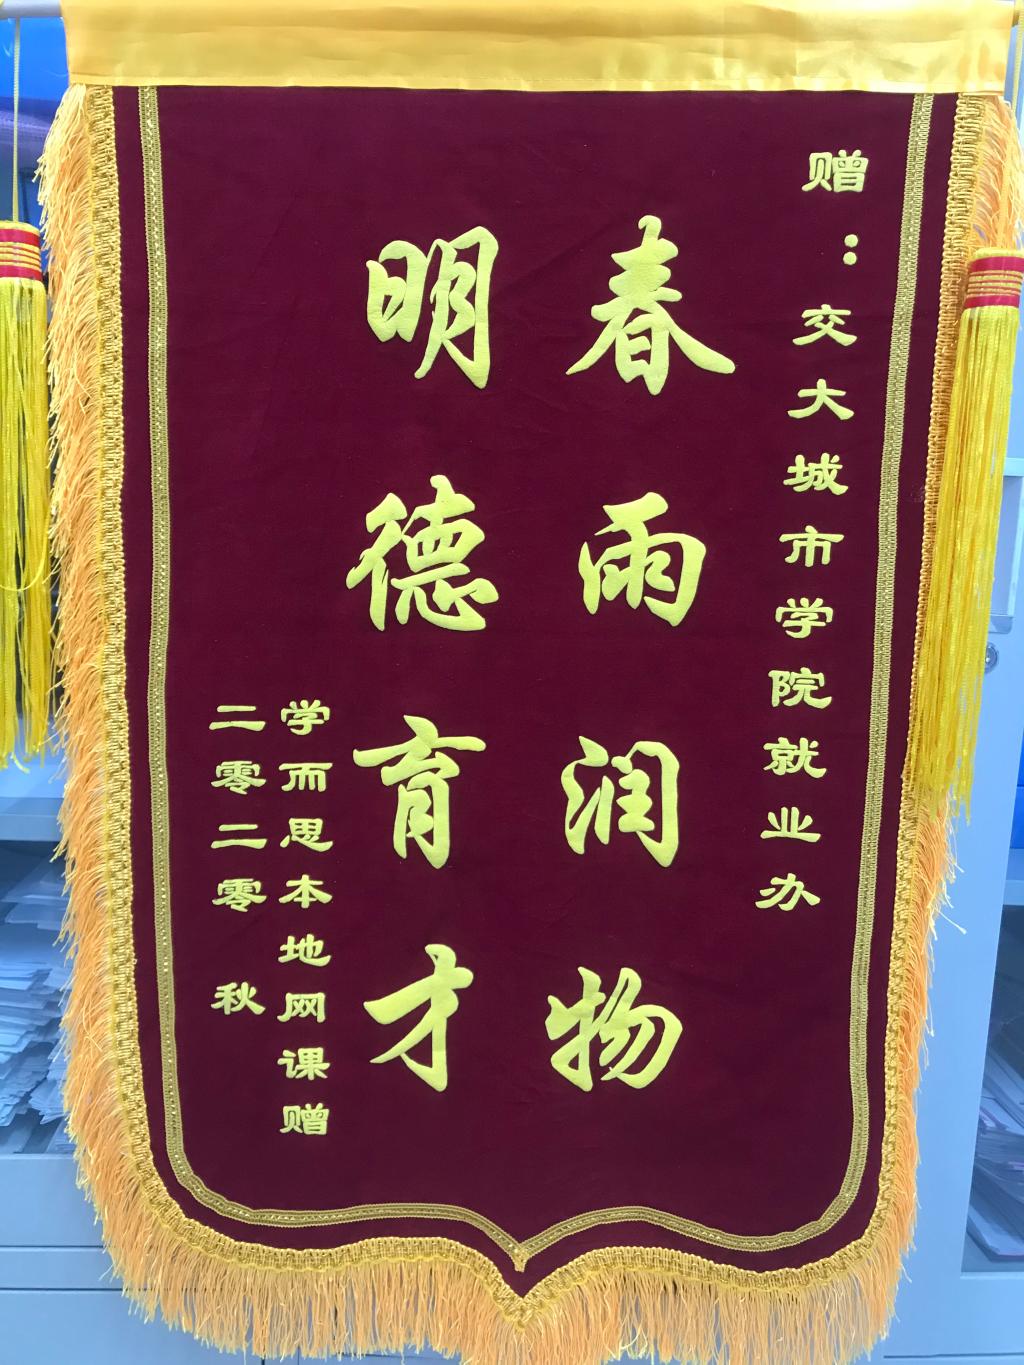 赠：交大城市学院就业办
春雨润物
明德育才
学而思本地网课赠
二零二零秋